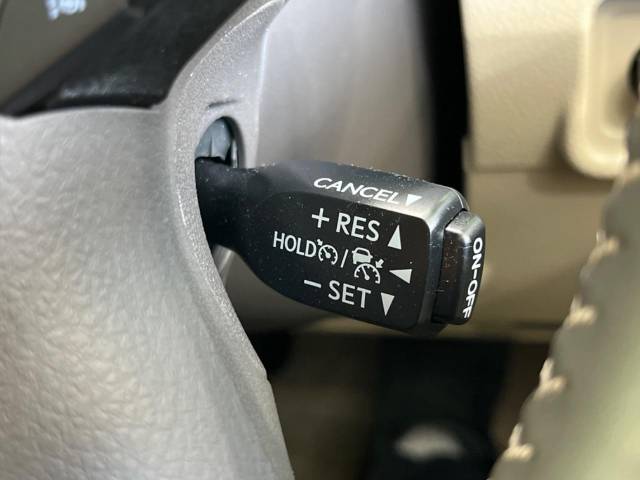 CANCEL▼
+ RES ▲
HOLD / ◀
− SET ▼
ON-OFF